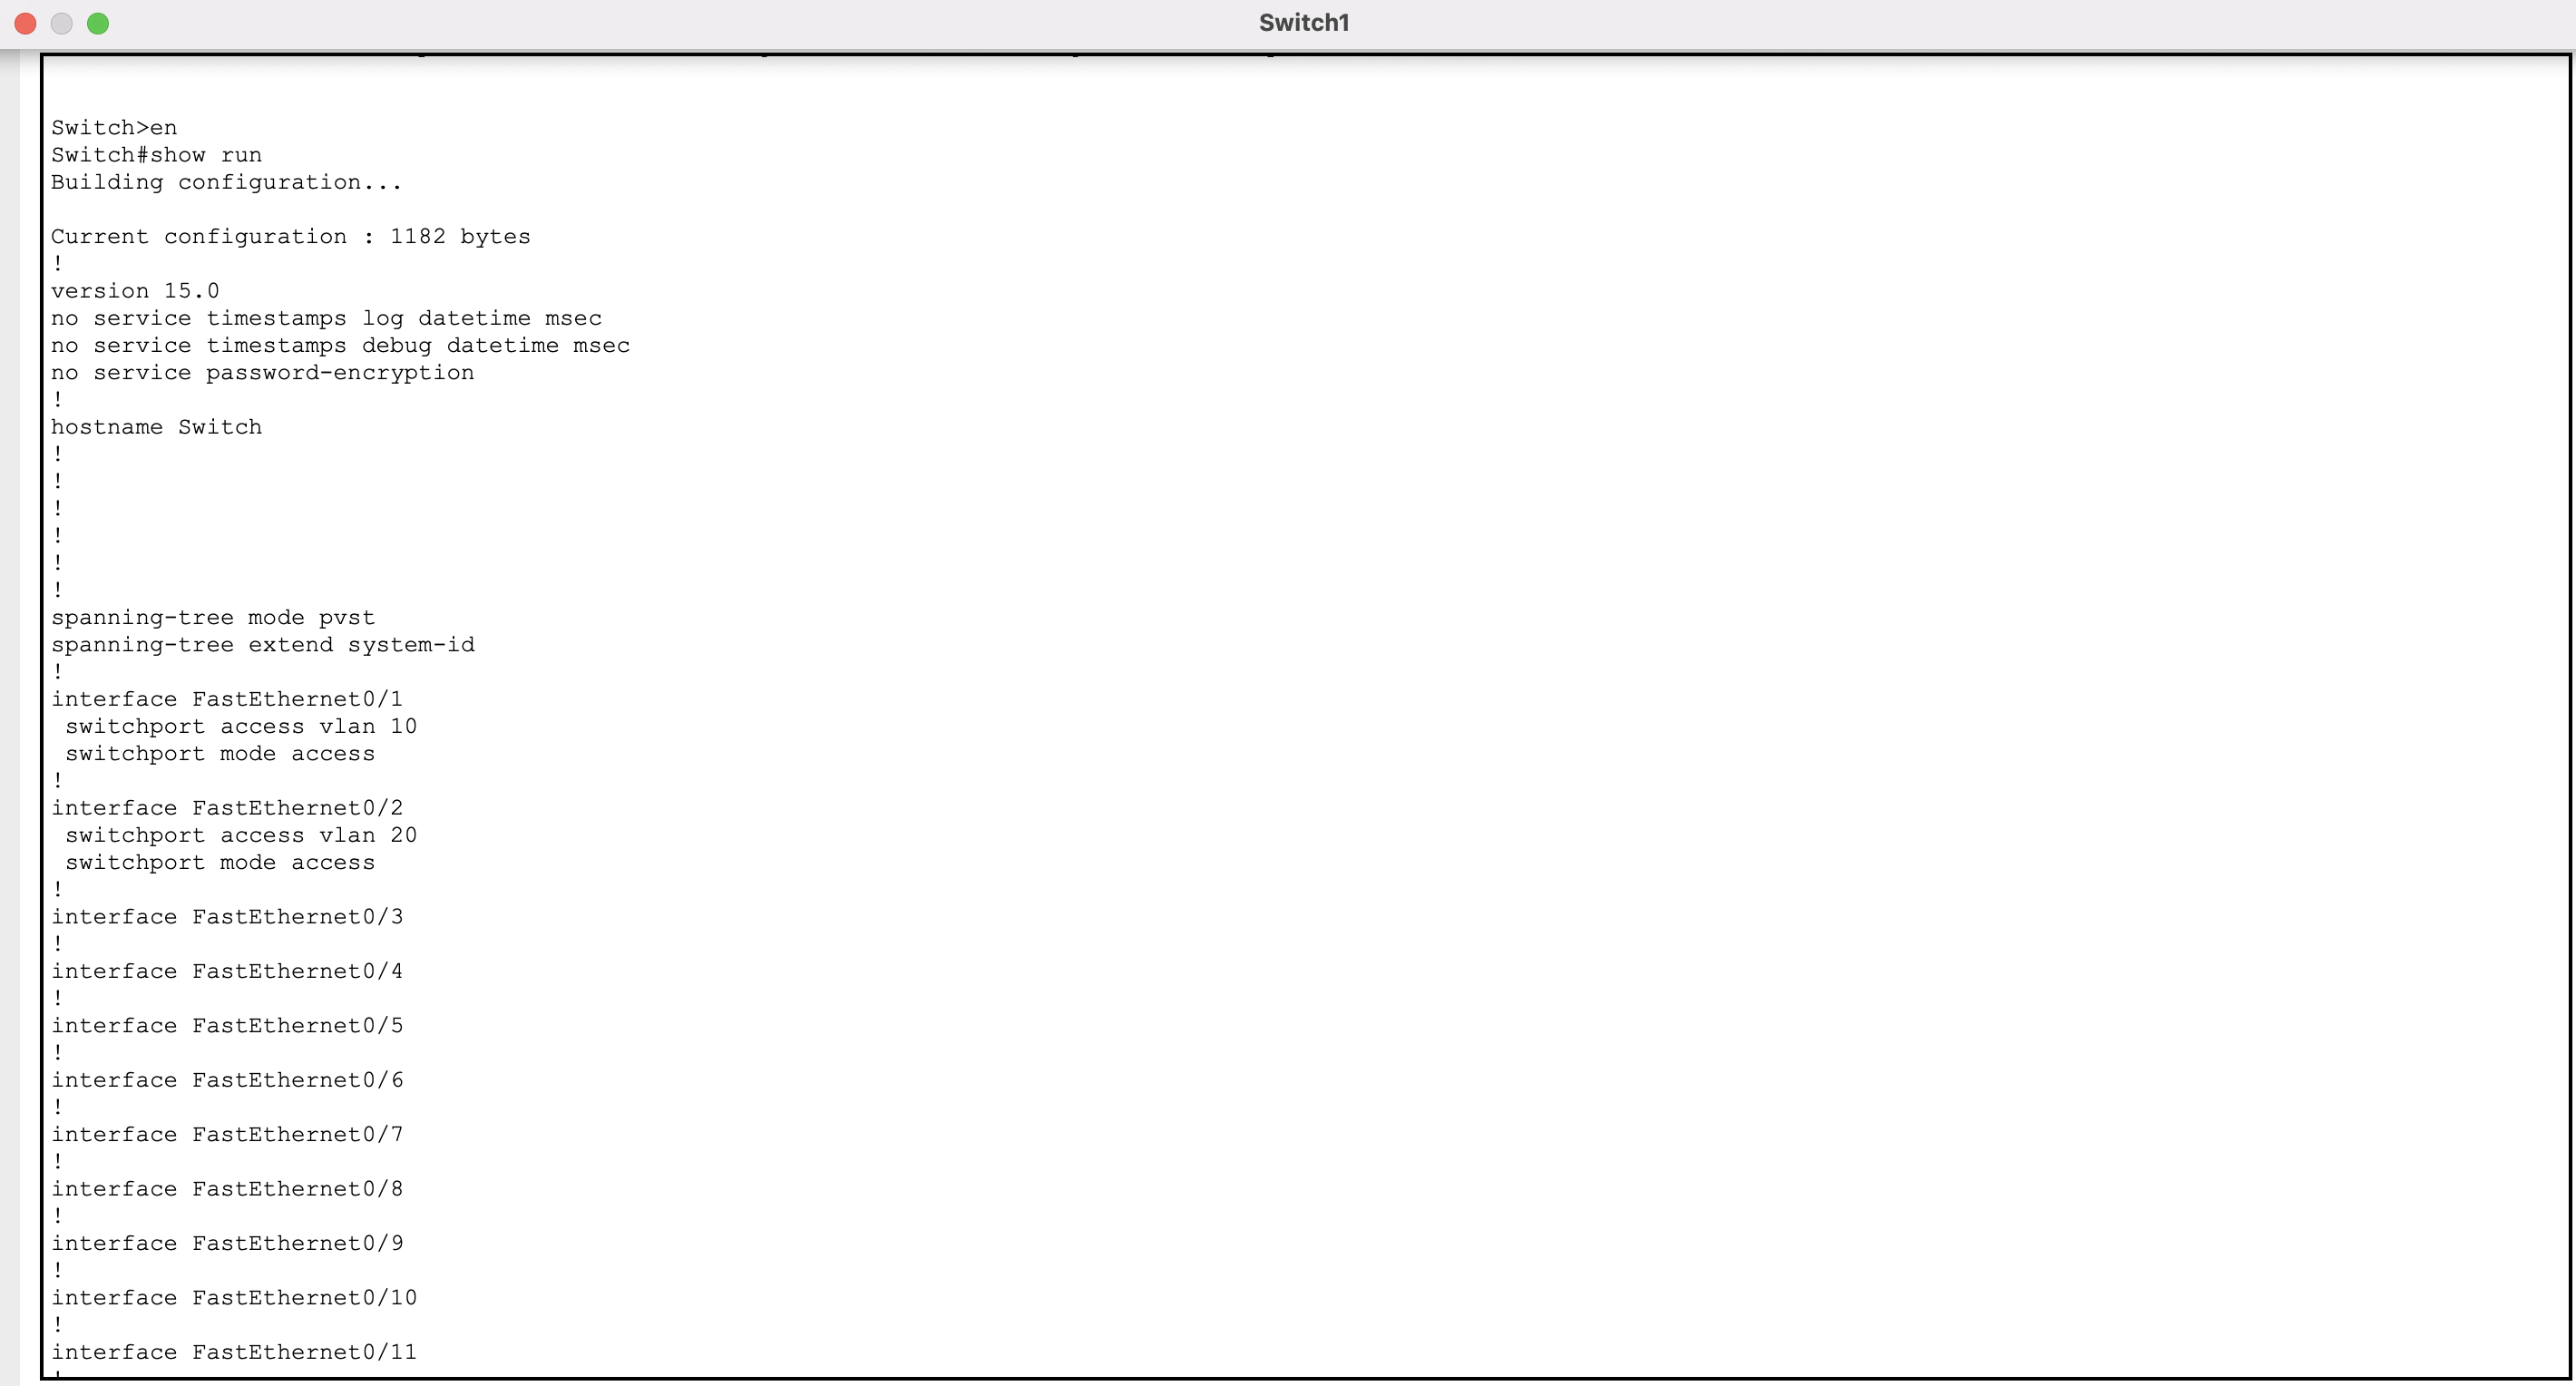 Switch1
Switch>en
Switch#show run
Building configuration...
Current configuration : 1182 bytes
!
version 15.0
no service timestamps log datetime msec
no service timestamps debug datetime msec
no service password-encryption
!
hostname Switch
!
!
!
!
!
!
spanning-tree mode pvst
spanning-tree extend system-id
!
interface FastEthernet0/1
 switchport access vlan 10
 switchport mode access
!
interface FastEthernet0/2
 switchport access vlan 20
 switchport mode access
!
interface FastEthernet0/3
!
interface FastEthernet0/4
!
interface FastEthernet0/5
!
interface FastEthernet0/6
!
interface FastEthernet0/7
!
interface FastEthernet0/8
!
interface FastEthernet0/9
!
interface FastEthernet0/10
!
interface FastEthernet0/11